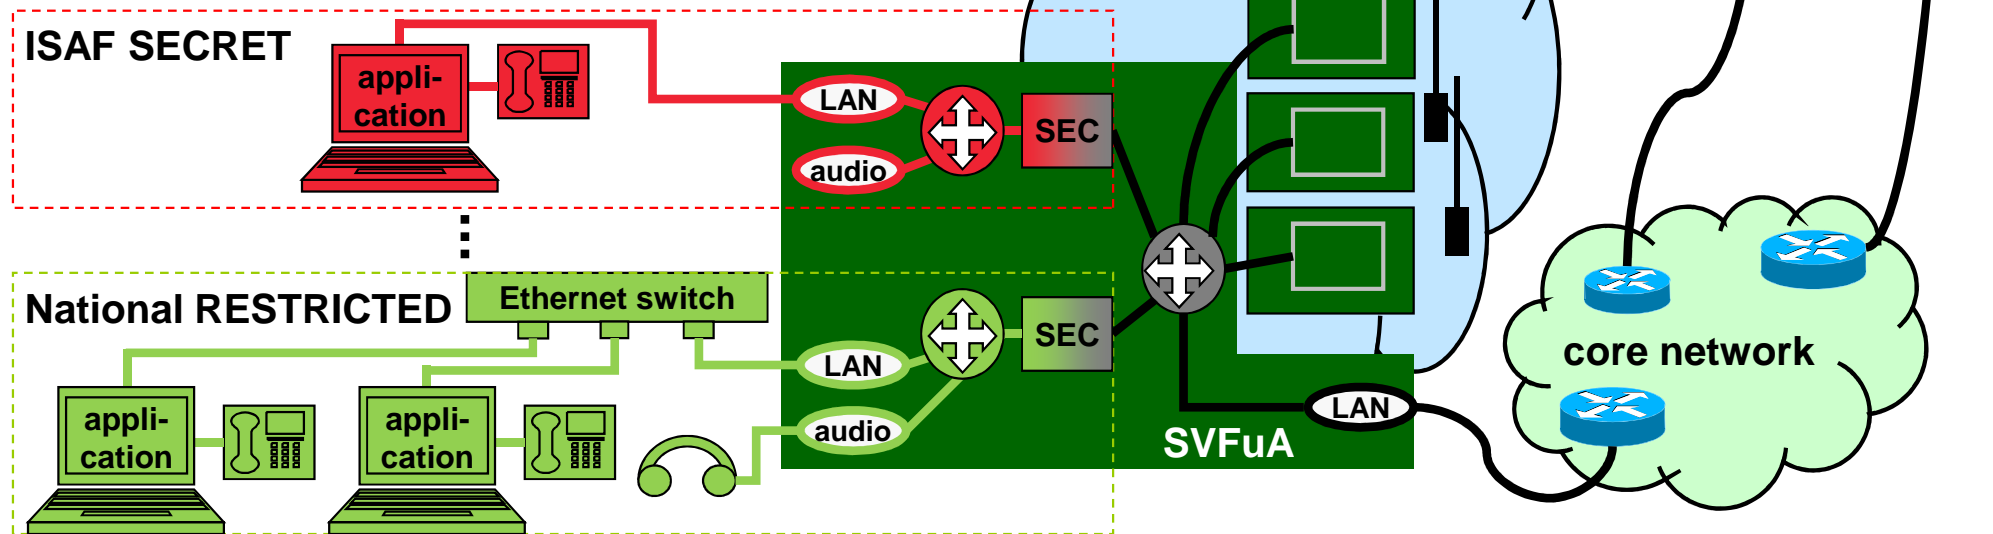 ISAF SECRET
appli-
cation
LAN
audio
SEC
National RESTRICTED
Ethernet switch
LAN
audio
SEC
appli-
cation
appli-
cation
SVFuA
LAN
core network